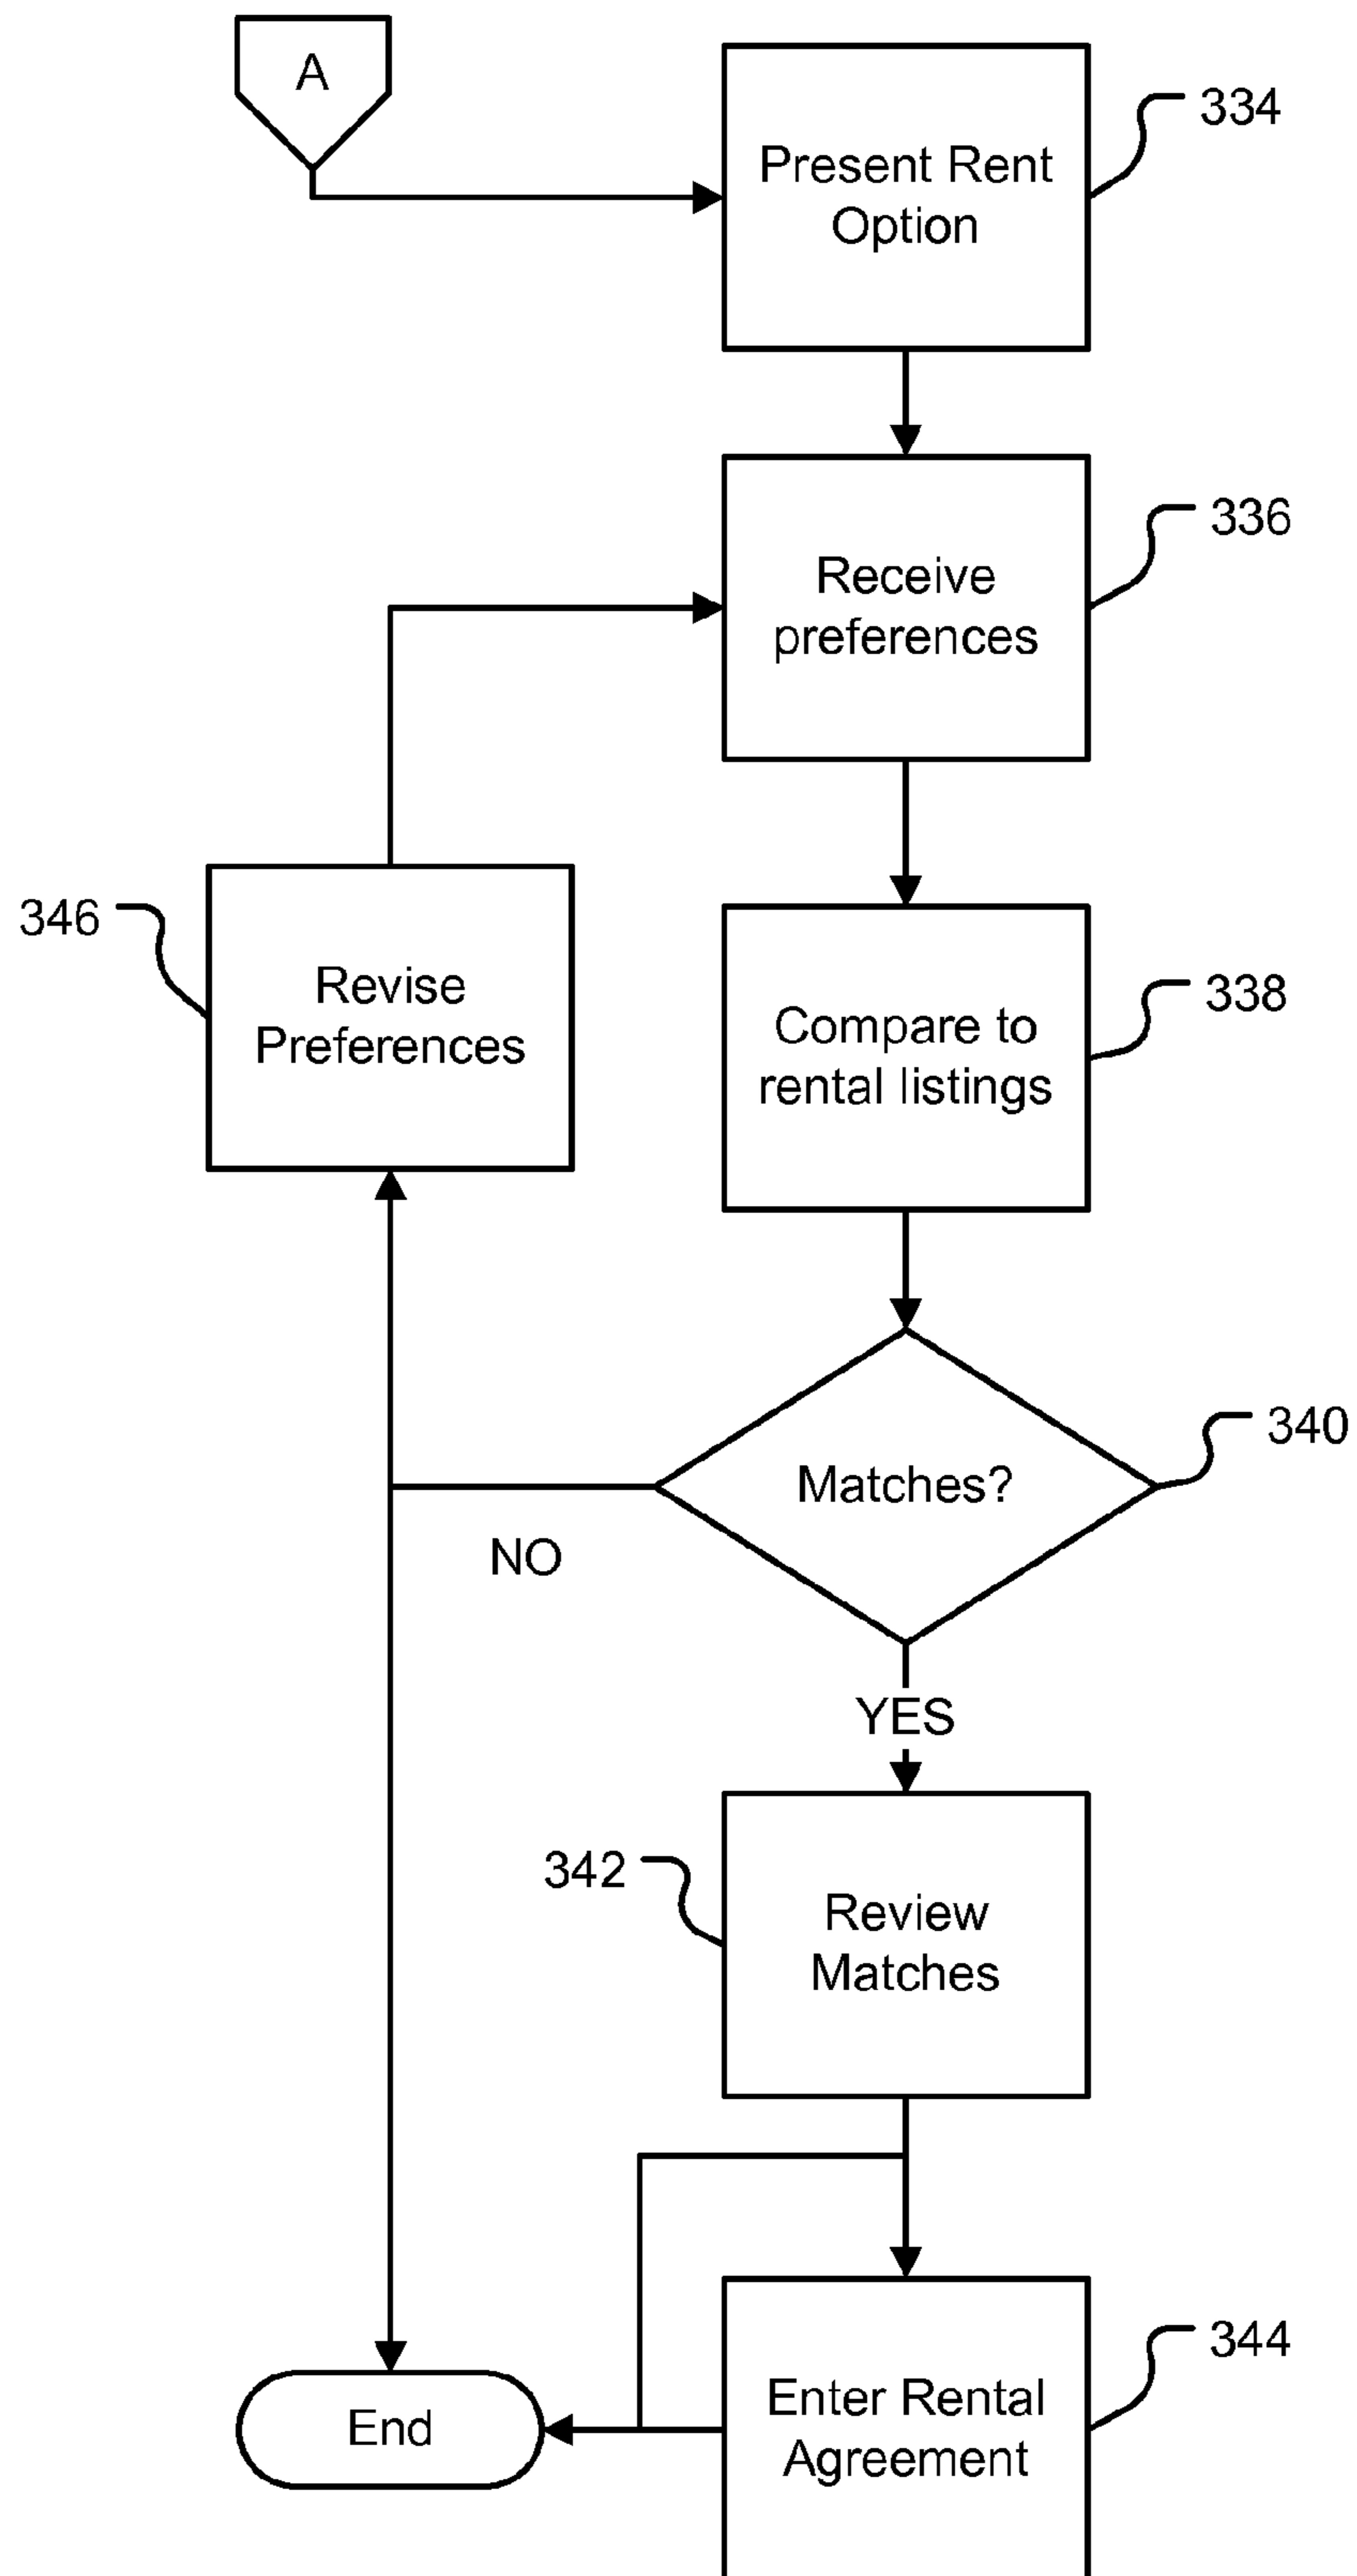 A
Present Rent
Option
334
Receive
preferences
336
Revise
Preferences
346
Compare to
rental listings
338
Matches?
340
NO
YES
342
Review
Matches
344
Enter Rental
Agreement
End